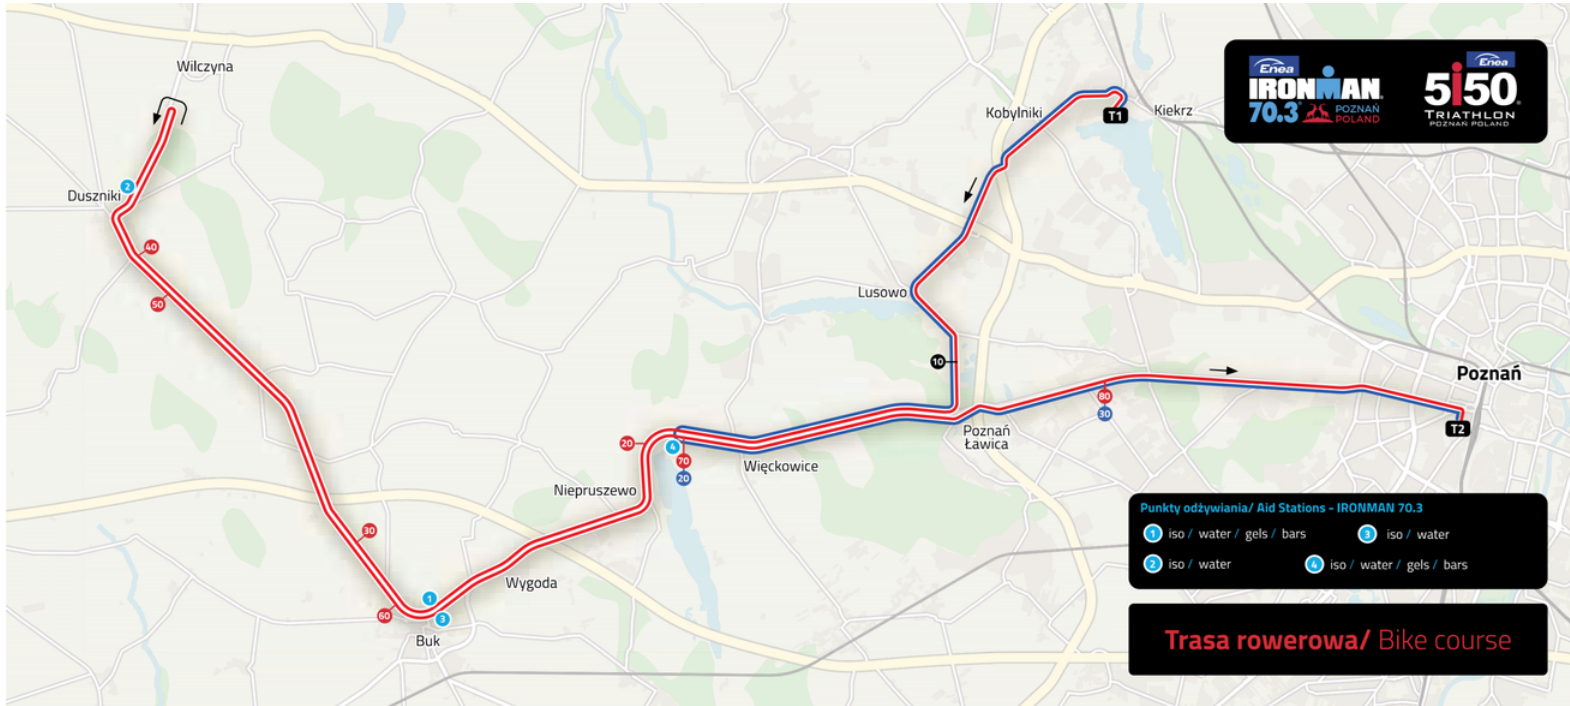 Wilczyna
Duszniki
2
40
50
30
60
1
3
Buk
Wygoda
Niepruszewo
20
4
70
20
Więckowice
Kobylniki
T1
Kiekrz
Lusowo
10
Poznań
Ławica
80
30
Poznań
T2
Enea
IRONMAN
70.3
POZNAŃ
POLAND
Enea
5i50
TRIATHLON
POZNAŃ POLAND
Punkty odżywiania/ Aid Stations - IRONMAN 70.3
1 iso / water / gels / bars
3 iso / water
2 iso / water
4 iso / water / gels / bars
Trasa rowerowa/ Bike course